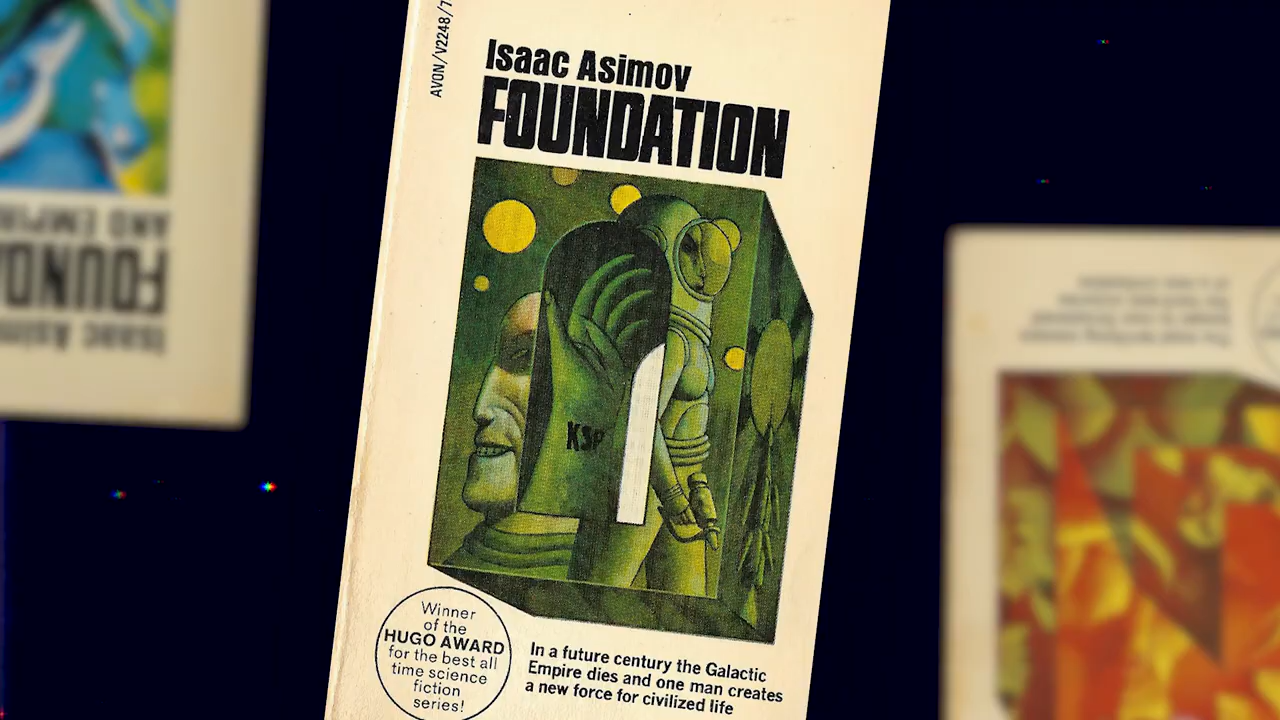 AVON/V2248/
Isaac Asimov
FOUNDATION
KSP
Winner
of the
HUGO AWARD
for the best all
time science
fiction
series!
In a future century the Galactic
Empire dies and one man creates
a new force for civilized life
AND EMPIR
FOUNDA
Isaac Asim